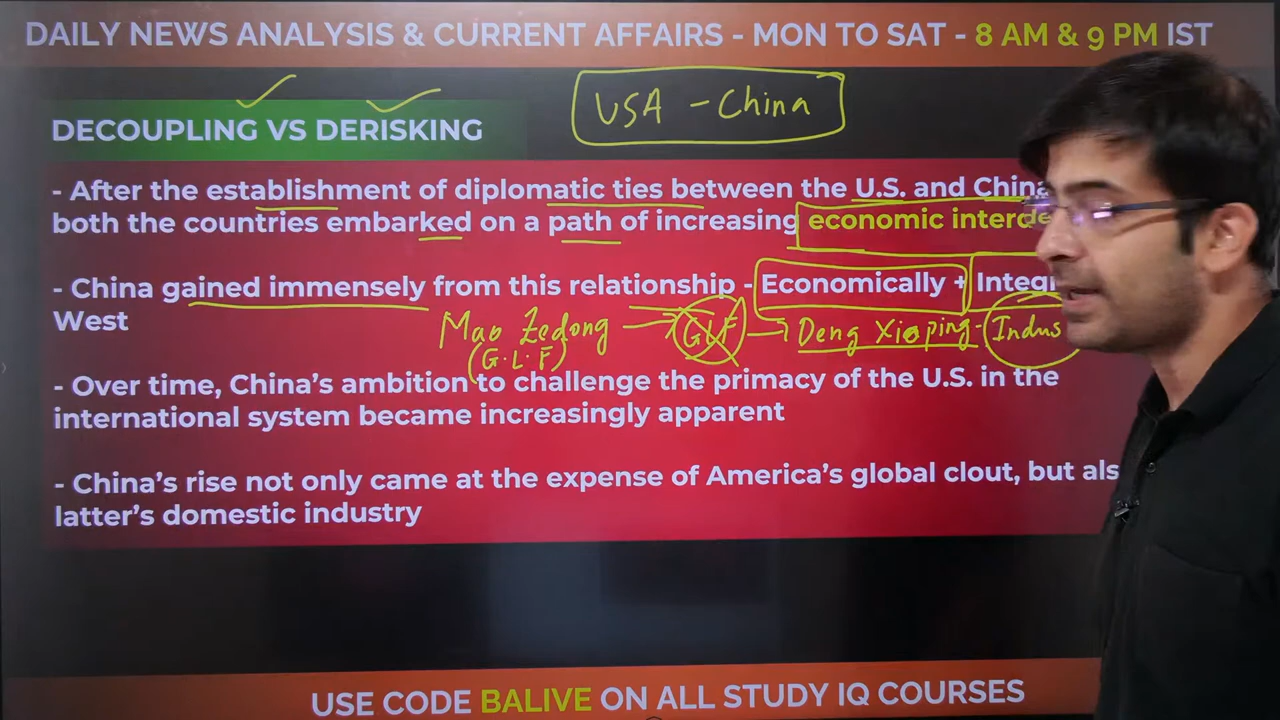 DAILY NEWS ANALYSIS & CURRENT AFFAIRS - MON TO SAT - 8 AM & 9 PM IST
USA - China
DECOUPLING VS DERISKING
- After the establishment of diplomatic ties between the U.S. and China
both the countries embarked on a path of increasing economic interde
- China gained immensely from this relationship - Economically + Integr
West
Mao Zedong → GLF → Deng Xiaoping - Indus
(G.L.F)
- Over time, China's ambition to challenge the primacy of the U.S. in the
international system became increasingly apparent
- China's rise not only came at the expense of America's global clout, but als
latter's domestic industry
USE CODE BALIVE ON ALL STUDY IQ COURSES